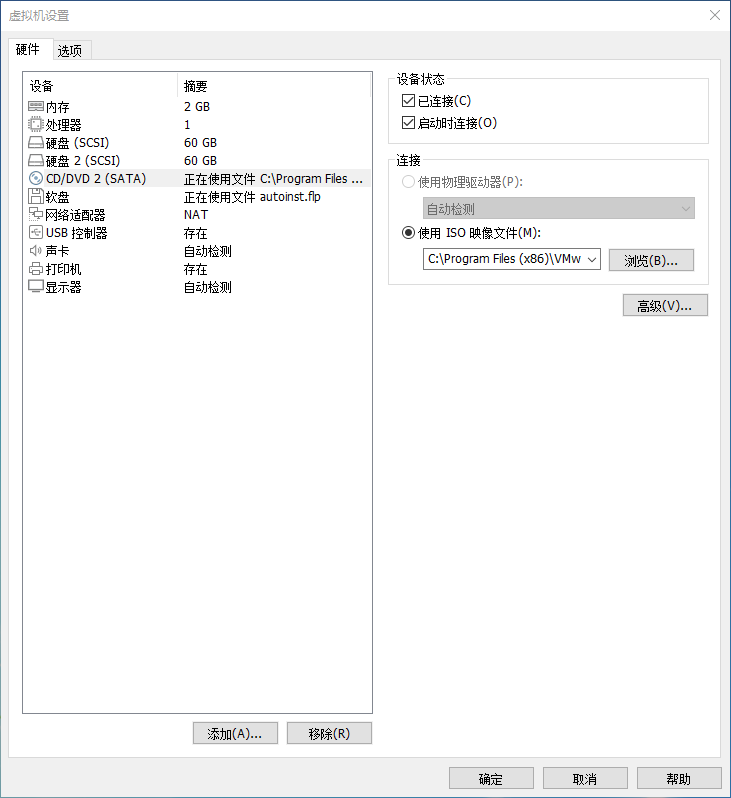 虚拟机设置
硬件 选项
设备 摘要
内存 2 GB
处理器 1
硬盘 (SCSI) 60 GB
硬盘 2 (SCSI) 60 GB
CD/DVD 2 (SATA) 正在使用文件 C:\Program Files ...
软盘 正在使用文件 autoinst.flp
网络适配器 NAT
USB 控制器 存在
声卡 自动检测
打印机 存在
显示器 自动检测
添加(A)... 移除(R)
设备状态
已连接(C)
启动时连接(O)
连接
使用物理驱动器(P):
自动检测
使用 ISO 映像文件(M):
C:\Program Files (x86)\VMw 浏览(B)...
高级(V)...
确定 取消 帮助